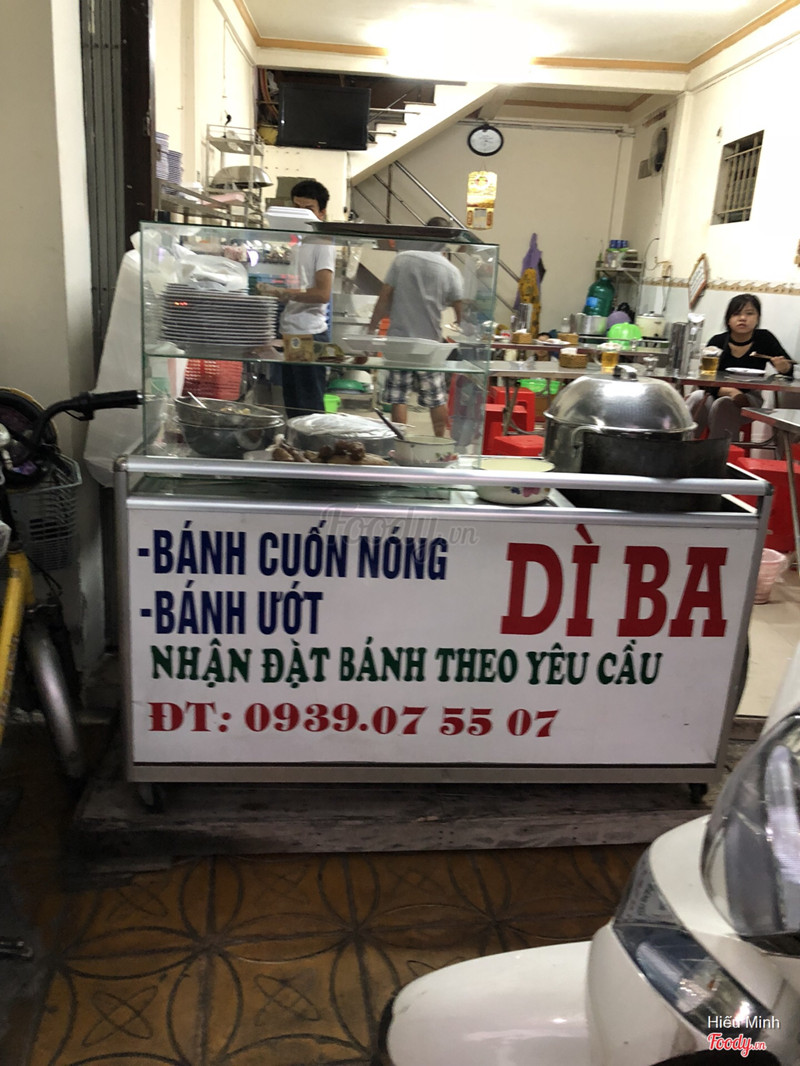 Foody.vn
-BÁNH CUỐN NÓNG
DÌ BA
-BÁNH ƯỚT
NHẬN ĐẶT BÁNH THEO YÊU CẦU
ĐT: 0939.07 55 07
Hiếu Minh
Foody.vn